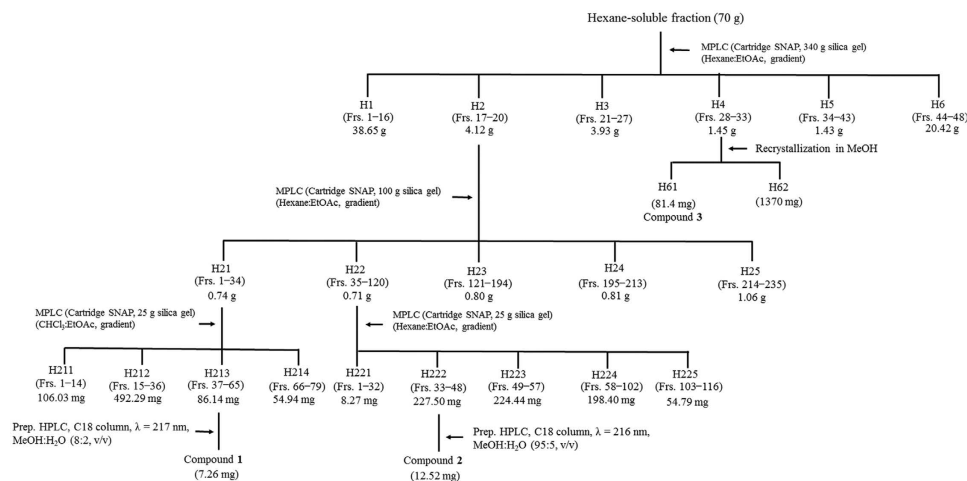 Hexane-soluble fraction (70 g)
MPLC (Cartridge SNAP, 340 g silica gel)
(Hexane:EtOAc, gradient)
H1
(Frs. 1–16)
38.65 g
H2
(Frs. 17–20)
4.12 g
H3
(Frs. 21–27)
3.93 g
H4
(Frs. 28–33)
1.45 g
H5
(Frs. 34–43)
1.43 g
H6
(Frs. 44–48)
20.42 g
Recrystallization in MeOH
H61
(81.4 mg)
Compound 3
H62
(1370 mg)
MPLC (Cartridge SNAP, 100 g silica gel)
(Hexane:EtOAc, gradient)
H21
(Frs. 1–34)
0.74 g
H22
(Frs. 35–120)
0.71 g
H23
(Frs. 121–194)
0.80 g
H24
(Frs. 195–213)
0.81 g
H25
(Frs. 214–235)
1.06 g
MPLC (Cartridge SNAP, 25 g silica gel)
(CHCl₃:EtOAc, gradient)
MPLC (Cartridge SNAP, 25 g silica gel)
(Hexane:EtOAc, gradient)
H211
(Frs. 1–14)
106.03 mg
H212
(Frs. 15–36)
492.29 mg
H213
(Frs. 37–65)
86.14 mg
H214
(Frs. 66–79)
54.94 mg
H221
(Frs. 1–32)
8.27 mg
H222
(Frs. 33–48)
227.50 mg
H223
(Frs. 49–57)
224.44 mg
H224
(Frs. 58–102)
198.40 mg
H225
(Frs. 103–116)
54.79 mg
Prep. HPLC, C18 column, λ = 217 nm,
MeOH:H₂O (8:2, v/v)
Prep. HPLC, C18 column, λ = 216 nm,
MeOH:H₂O (95:5, v/v)
Compound 1
(7.26 mg)
Compound 2
(12.52 mg)